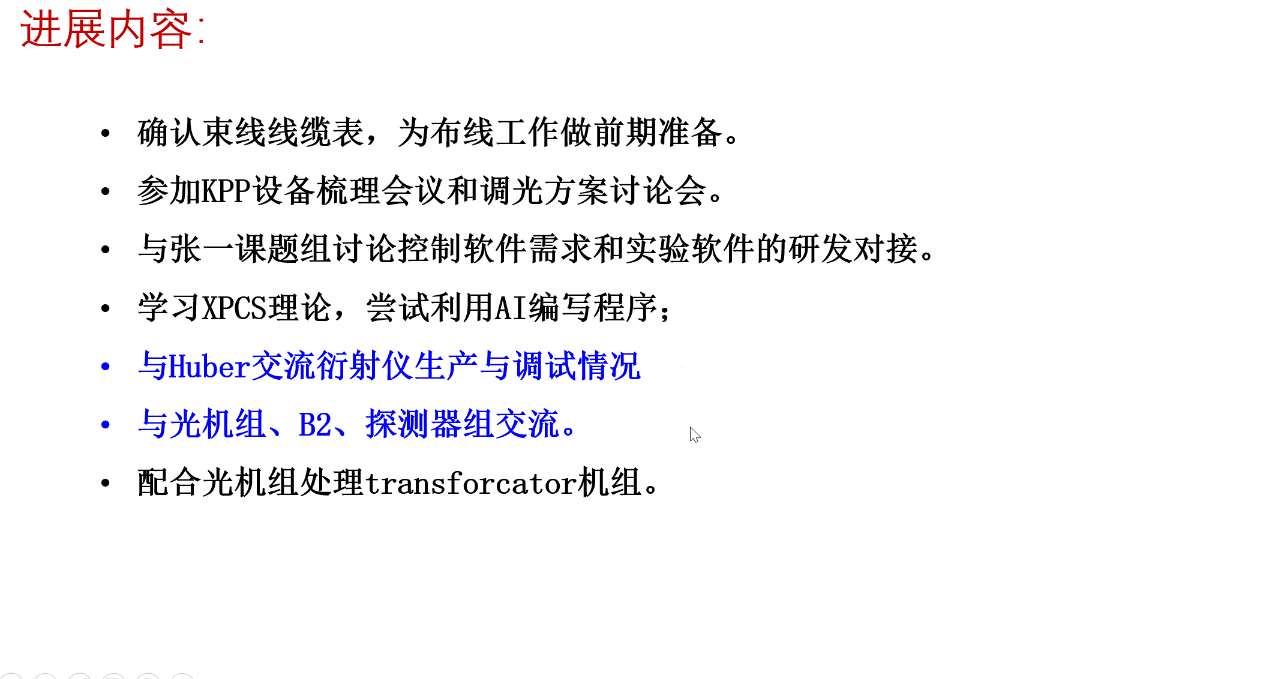 进展内容:
• 确认束线线缆表，为布线工作做前期准备。
• 参加KPP设备梳理会议和调光方案讨论会。
• 与张一课题组讨论控制软件需求和实验软件的研发对接。
• 学习XPCS理论，尝试利用AI编写程序；
• 与Huber交流衍射仪生产与调试情况
• 与光机组、B2、探测器组交流。
• 配合光机组处理transforcator机组。